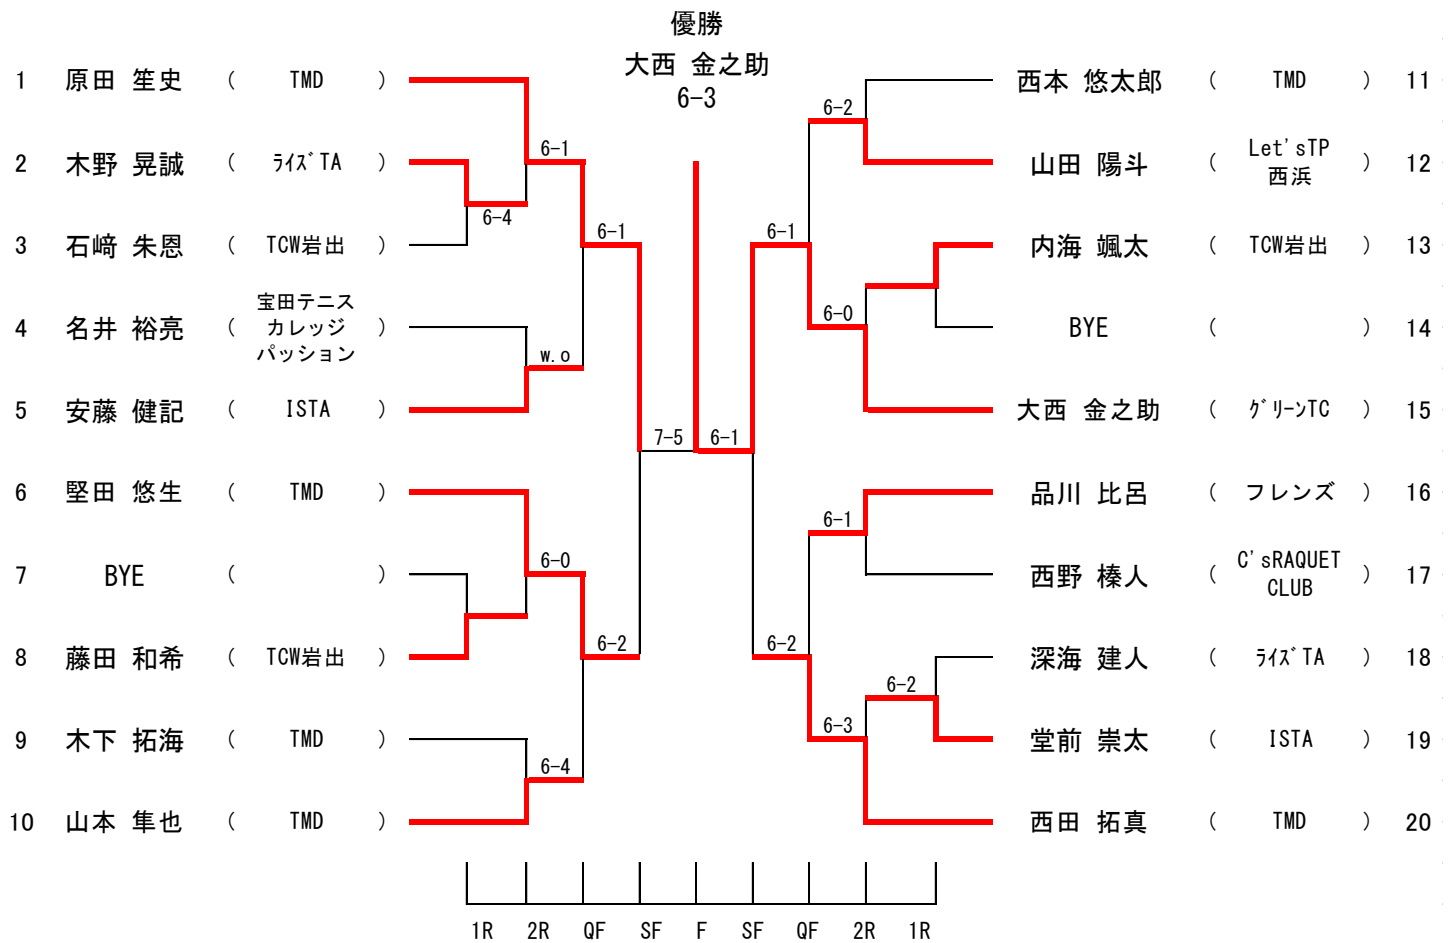 優勝
大西 金之助
6-3
1 原田 笙史 ( TMD )
2 木野 晃誠 ( ﾗｲｽﾞTA )
3 石﨑 朱恩 ( TCW岩出 )
4 名井 裕亮 ( 宝田テニス
カレッジ
パッション )
5 安藤 健記 ( ISTA )
6 堅田 悠生 ( TMD )
7 BYE ( )
8 藤田 和希 ( TCW岩出 )
9 木下 拓海 ( TMD )
10 山本 隼也 ( TMD )
6-4
6-1
w.o
6-0
6-4
6-1
6-2
7-5
6-1
6-1
6-2
6-2
6-0
6-1
6-3
6-2
西本 悠太郎 ( TMD ) 11
山田 陽斗 ( Let'sTP
西浜 ) 12
内海 颯太 ( TCW岩出 ) 13
BYE ( ) 14
大西 金之助 ( ｸﾞﾘｰﾝTC ) 15
品川 比呂 ( フレンズ ) 16
西野 榛人 ( C'sRAQUET
CLUB ) 17
深海 建人 ( ﾗｲｽﾞTA ) 18
堂前 崇太 ( ISTA ) 19
西田 拓真 ( TMD ) 20
1R 2R QF SF F SF QF 2R 1R